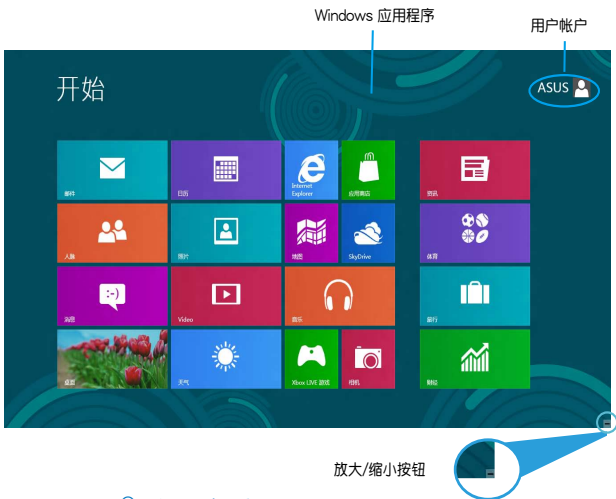 Windows 应用程序
用户帐户
开始
ASUS
邮件
日历
Internet Explorer
应用商店
资讯
人脉
照片
地图
SkyDrive
体育
消息
Video
音乐
旅行
桌面
天气
Xbox LIVE 游戏
相机
财经
放大/缩小按钮